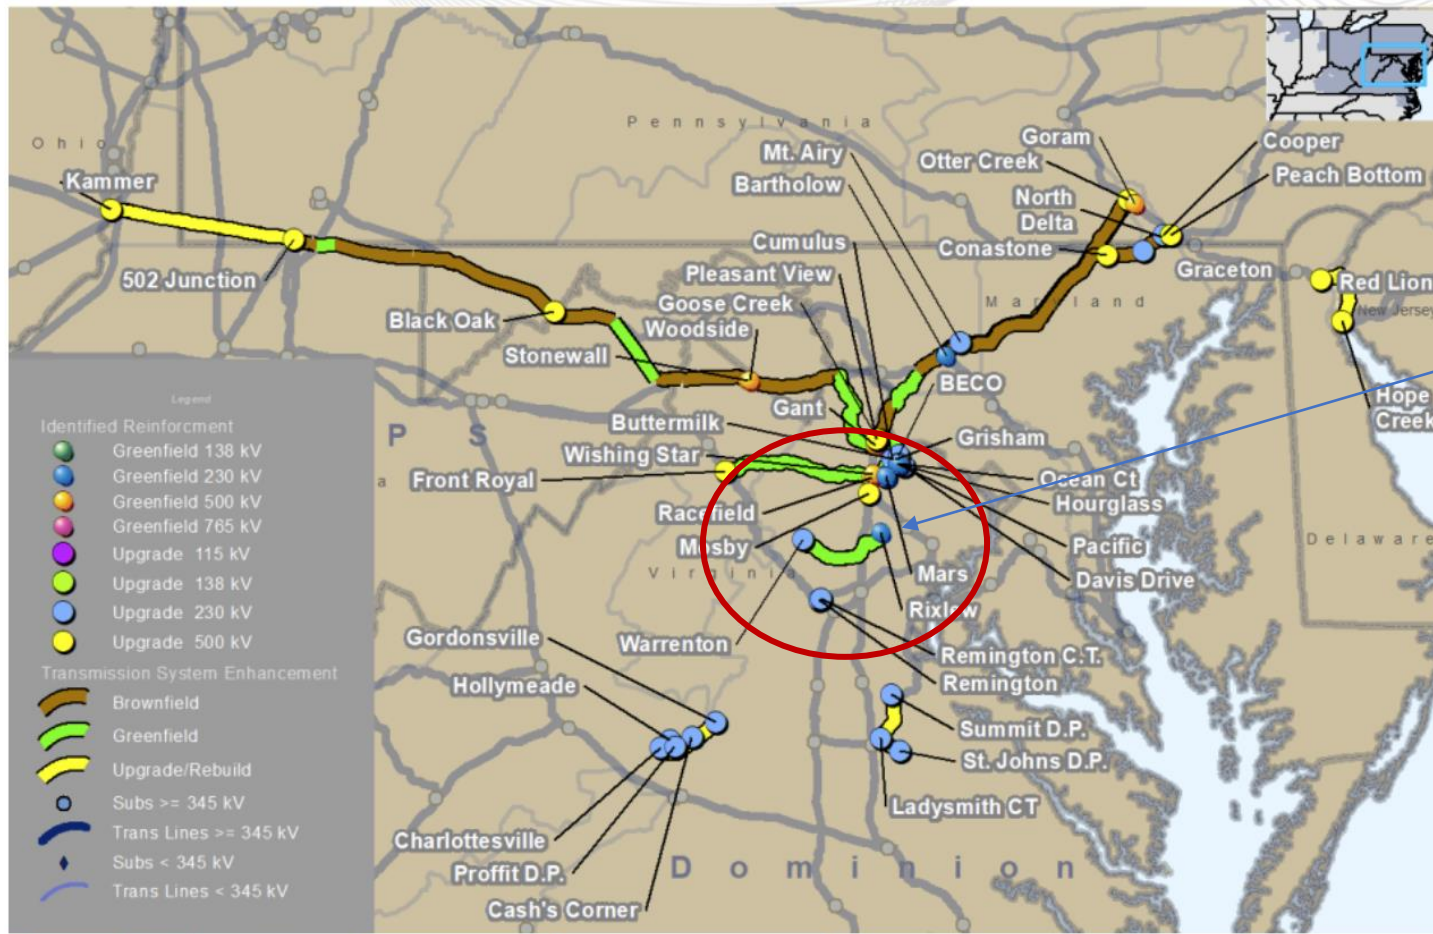 Pennsylvania
Ohio
Goram
Cooper
Mt. Airy
Otter Creek
Peach Bottom
Kammer
Bartholow
North
Delta
Cumulus
Conastone
Graceton
502 Junction
Pleasant View
Red Lion
Goose Creek
Maryland
New Jersey
Black Oak
Woodside
Stonewall
BECO
Hope
Creek
Gant
Buttermilk
Grisham
P S
Wishing Star
Front Royal
Ocean Ct
Hourglass
Racefield
Mosby
Pacific
Delaware
Virginia
Mars
Davis Drive
Rixlew
Gordonsville
Warrenton
Remington C.T.
Remington
Hollymeade
Summit D.P.
St. Johns D.P.
Ladysmith CT
Charlottesville
Proffit D.P.
Dominion
Cash's Corner
Legend
Identified Reinforcment
Greenfield 138 kV
Greenfield 230 kV
Greenfield 500 kV
Greenfield 765 kV
Upgrade 115 kV
Upgrade 138 kV
Upgrade 230 kV
Upgrade 500 kV
Transmission System Enhancement
Brownfield
Greenfield
Upgrade/Rebuild
Subs >= 345 kV
Trans Lines >= 345 kV
Subs < 345 kV
Trans Lines < 345 kV